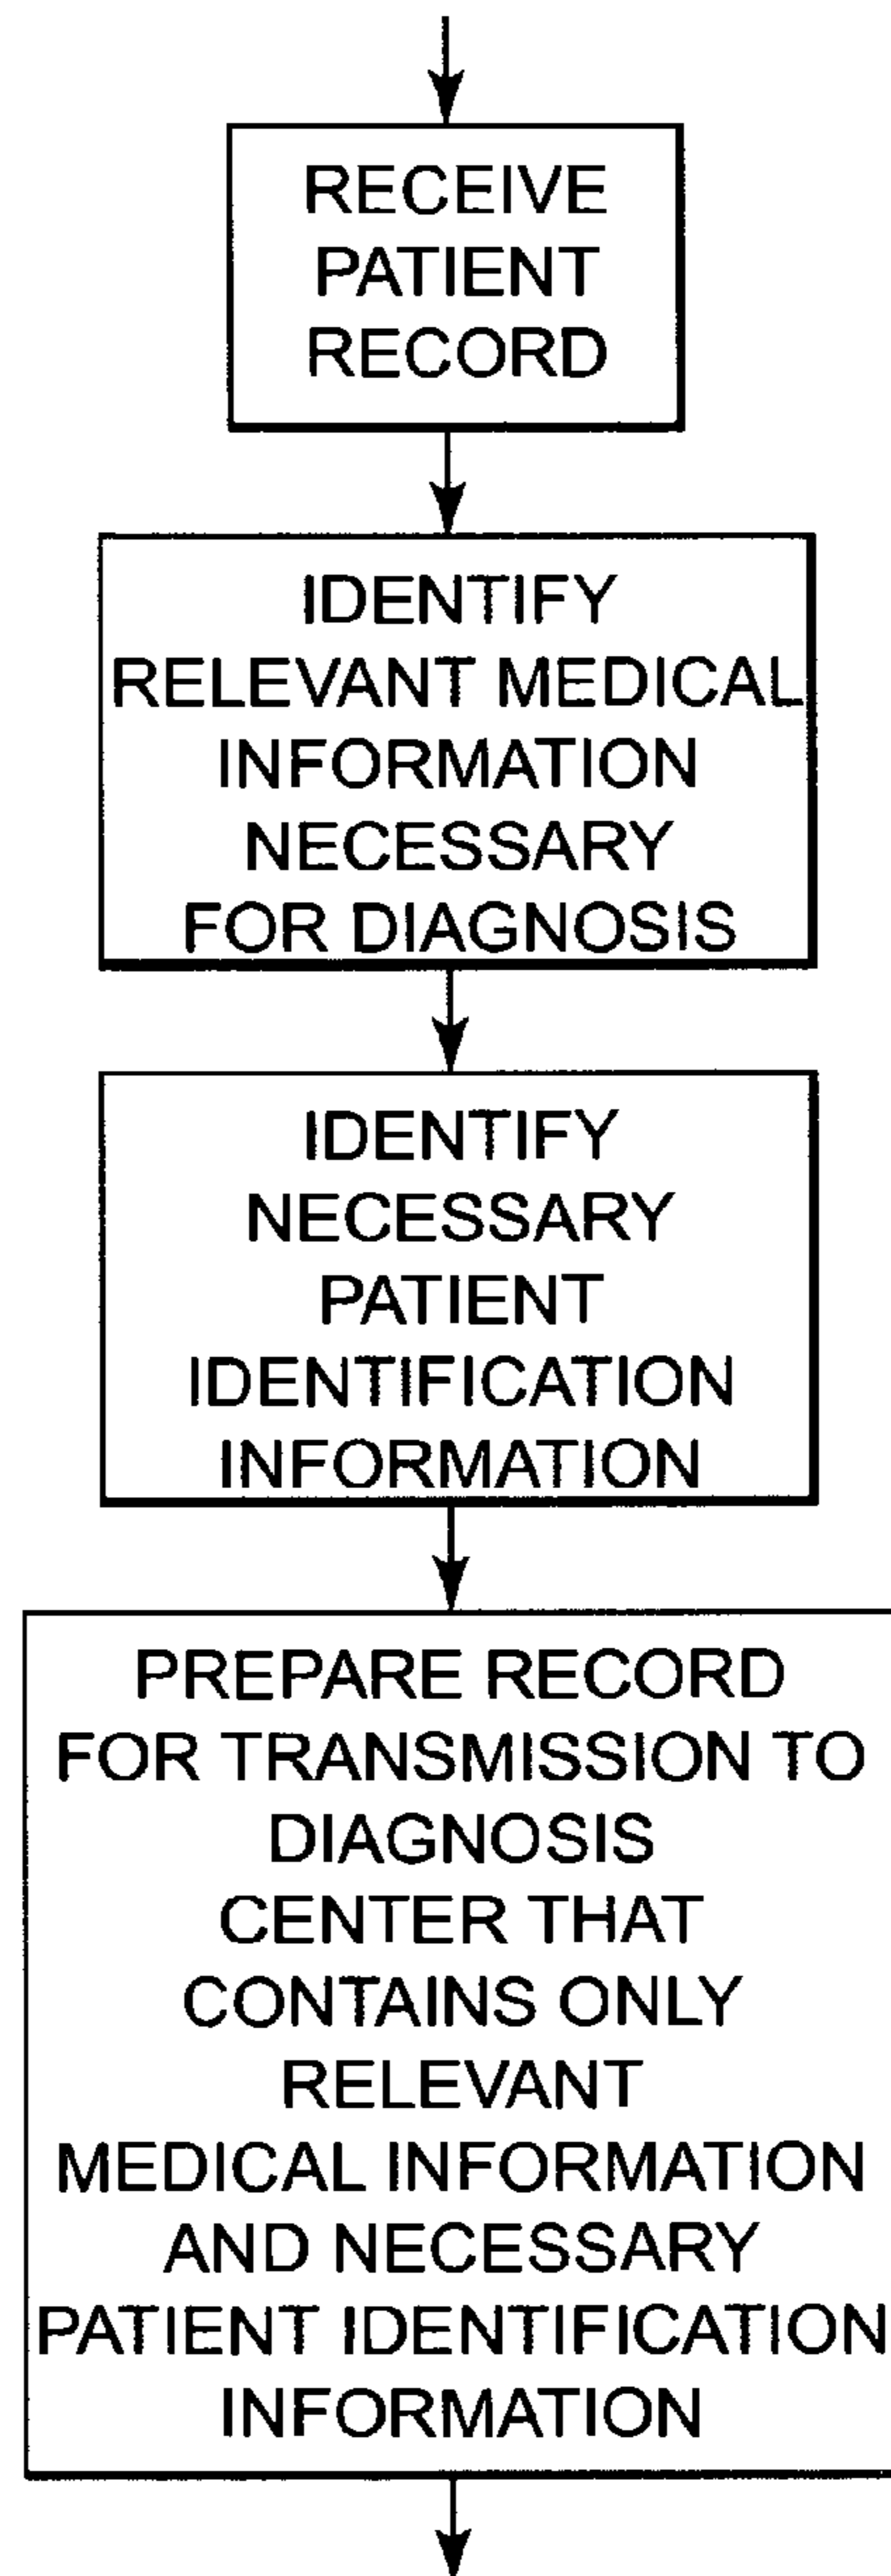 RECEIVE
PATIENT
RECORD
IDENTIFY
RELEVANT MEDICAL
INFORMATION
NECESSARY
FOR DIAGNOSIS
IDENTIFY
NECESSARY
PATIENT
IDENTIFICATION
INFORMATION
PREPARE RECORD
FOR TRANSMISSION TO
DIAGNOSIS
CENTER THAT
CONTAINS ONLY
RELEVANT
MEDICAL INFORMATION
AND NECESSARY
PATIENT IDENTIFICATION
INFORMATION